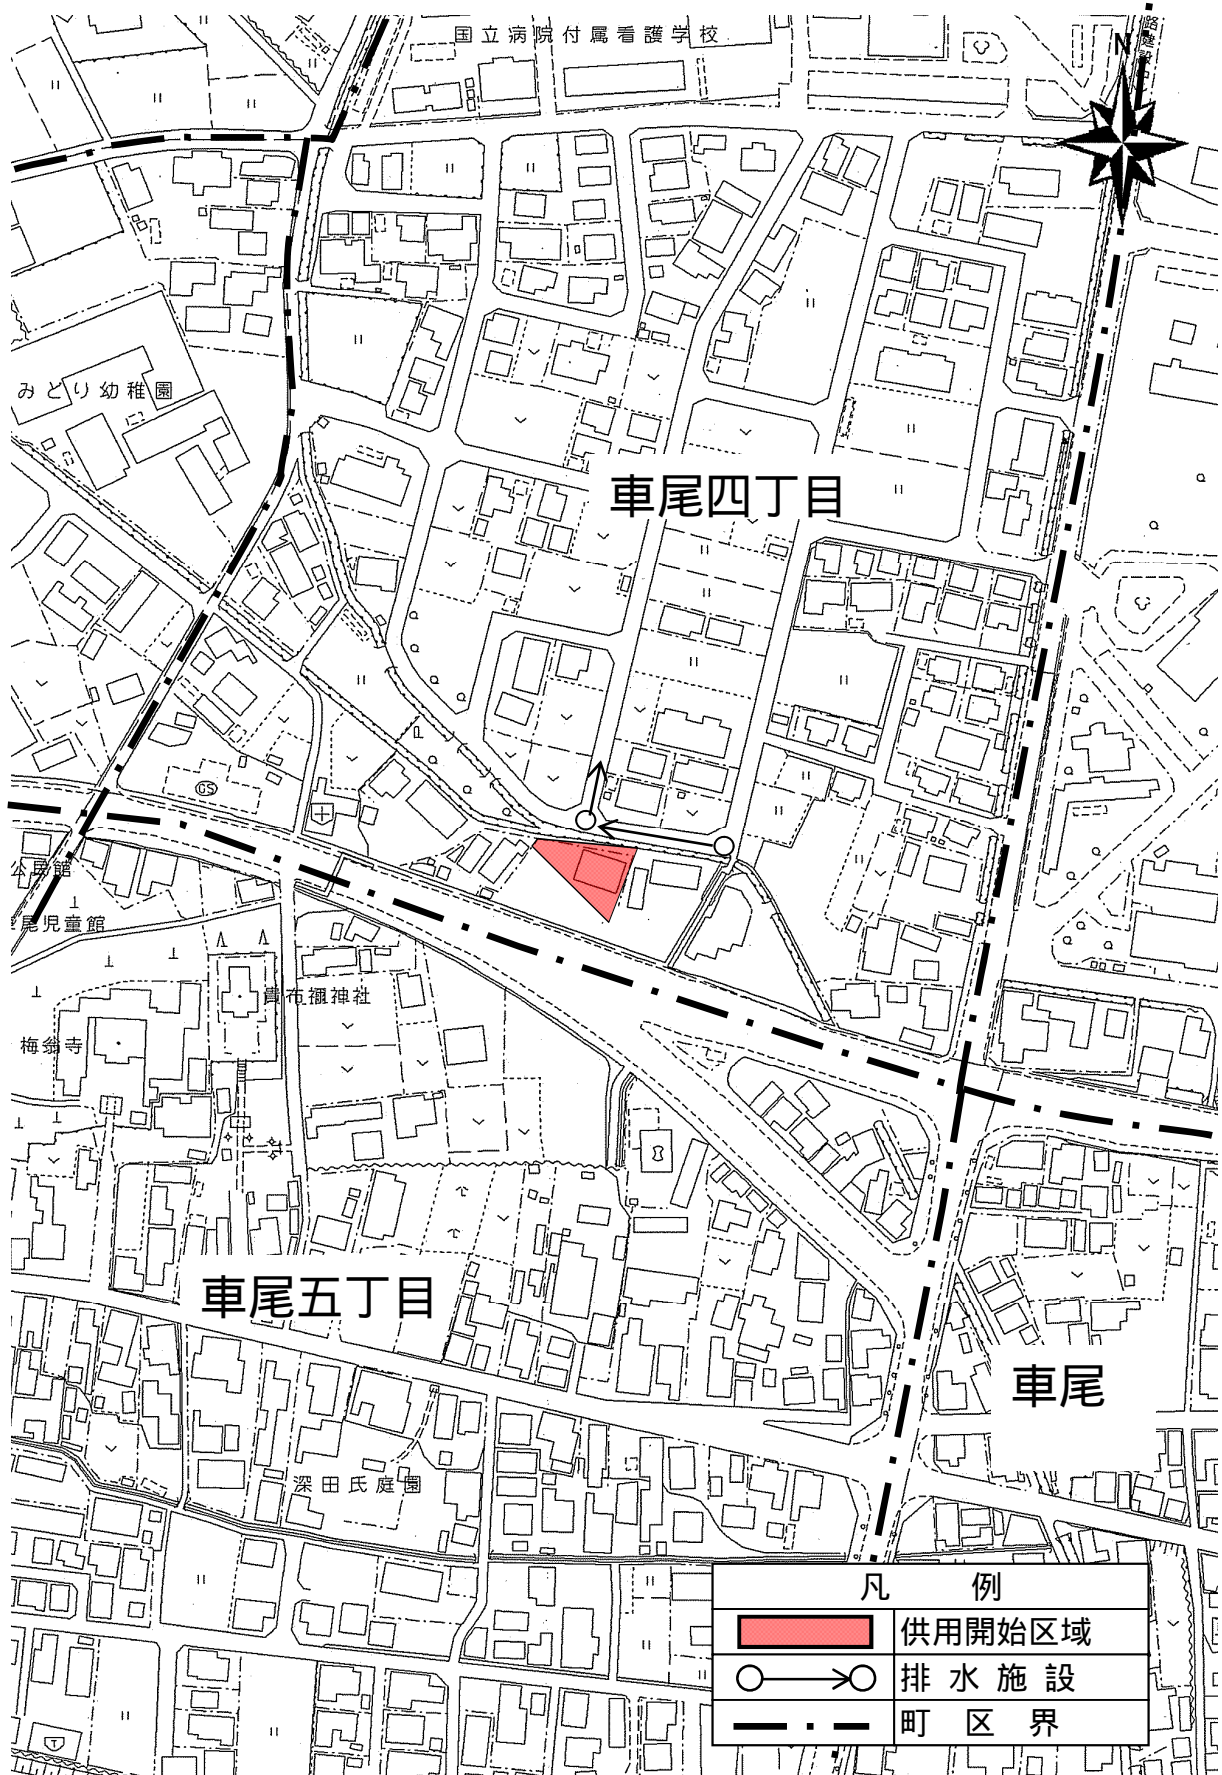 国立病院付属看護学校
N
みどり幼稚園
車尾四丁目
GS
公民館
尾児童館
貴布禰神社
梅翁寺
車尾五丁目
車尾
深田氏庭園
凡 例
供用開始区域
排水施設
町区界